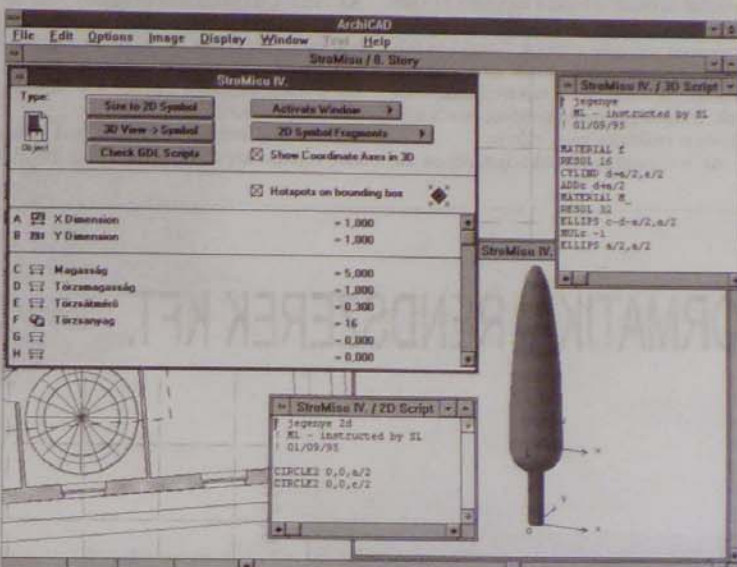 ArchiCAD
File Edit Options Image Display Window Text Help
StroMisu / 0. Story
StroMisu IV.
Type:
Object
Size to 2D Symbol
3D View -> Symbol
Check GDL Scripts
Activate Window
2D Symbol Fragments
Show Coordinate Axes in 3D
Hotspots on bounding box
A X Dimension = 1,000
B Y Dimension = 1,000
C Magasság = 5,000
D Törzsmagasság = 1,000
E Törzsátmérő = 0,300
F Törzsanyag = 16
G = 0,000
H = 0,000
StroMisu IV. / 3D Script
! jegenye
! ML - instructed by SL
! 01/09/95
MATERIAL f
RESOL 16
CYLIND d+a/2,e/2
ADDz d+a/2
MATERIAL M_
RESOL 32
ELLIPS c-d-a/2,a/2
MULz -1
ELLIPS a/2,a/2
StroMisu IV.
StroMisu IV. / 2D Script
! jegenye 2d
! ML - instructed by SL
! 01/09/95
CIRCLE2 0,0,a/2
CIRCLE2 0,0,e/2
x
y
x
0